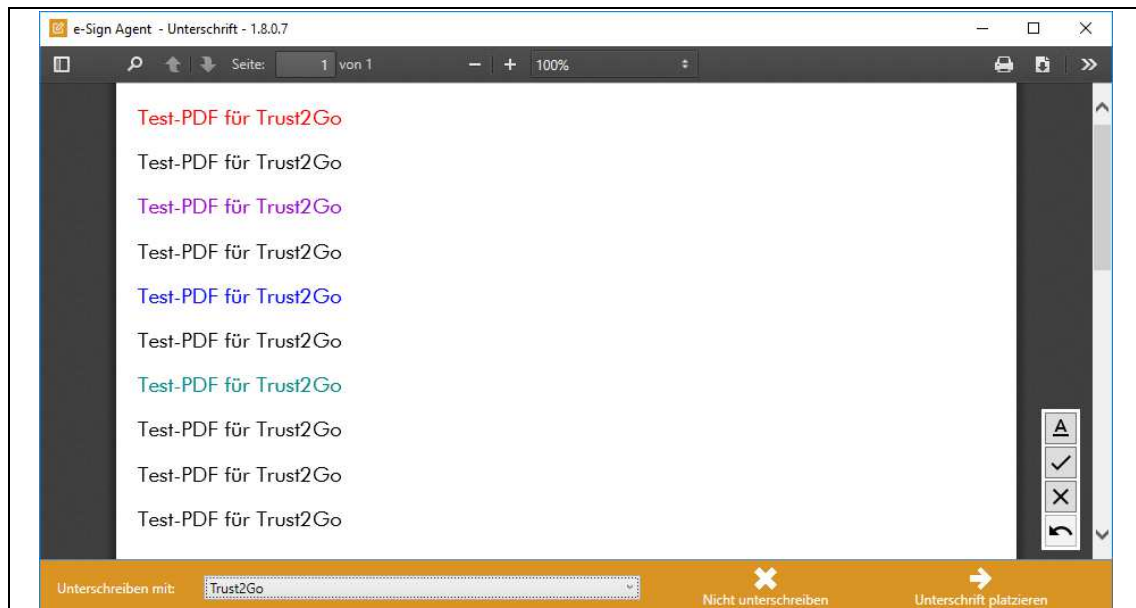 e-Sign Agent - Unterschrift - 1.8.0.7
Seite: 1 von 1 100%
Test-PDF für Trust2Go
Test-PDF für Trust2Go
Test-PDF für Trust2Go
Test-PDF für Trust2Go
Test-PDF für Trust2Go
Test-PDF für Trust2Go
Test-PDF für Trust2Go
Test-PDF für Trust2Go
Test-PDF für Trust2Go
Test-PDF für Trust2Go
A
Unterschreiben mit: Trust2Go
Nicht unterschreiben Unterschrift platzieren